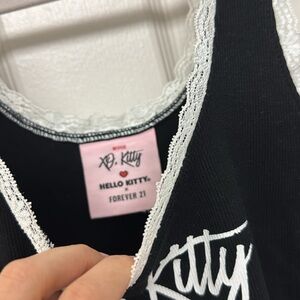 XO, Kitty
HELLO KITTY®
x
FOREVER 21
Kitty